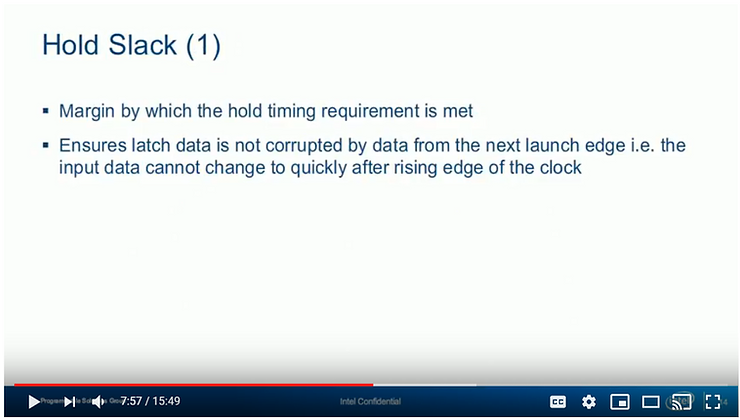 Hold Slack (1)
▪ Margin by which the hold timing requirement is met
▪ Ensures latch data is not corrupted by data from the next launch edge i.e. the
input data cannot change to quickly after rising edge of the clock
7:57 / 15:49
Intel Confidential
CC